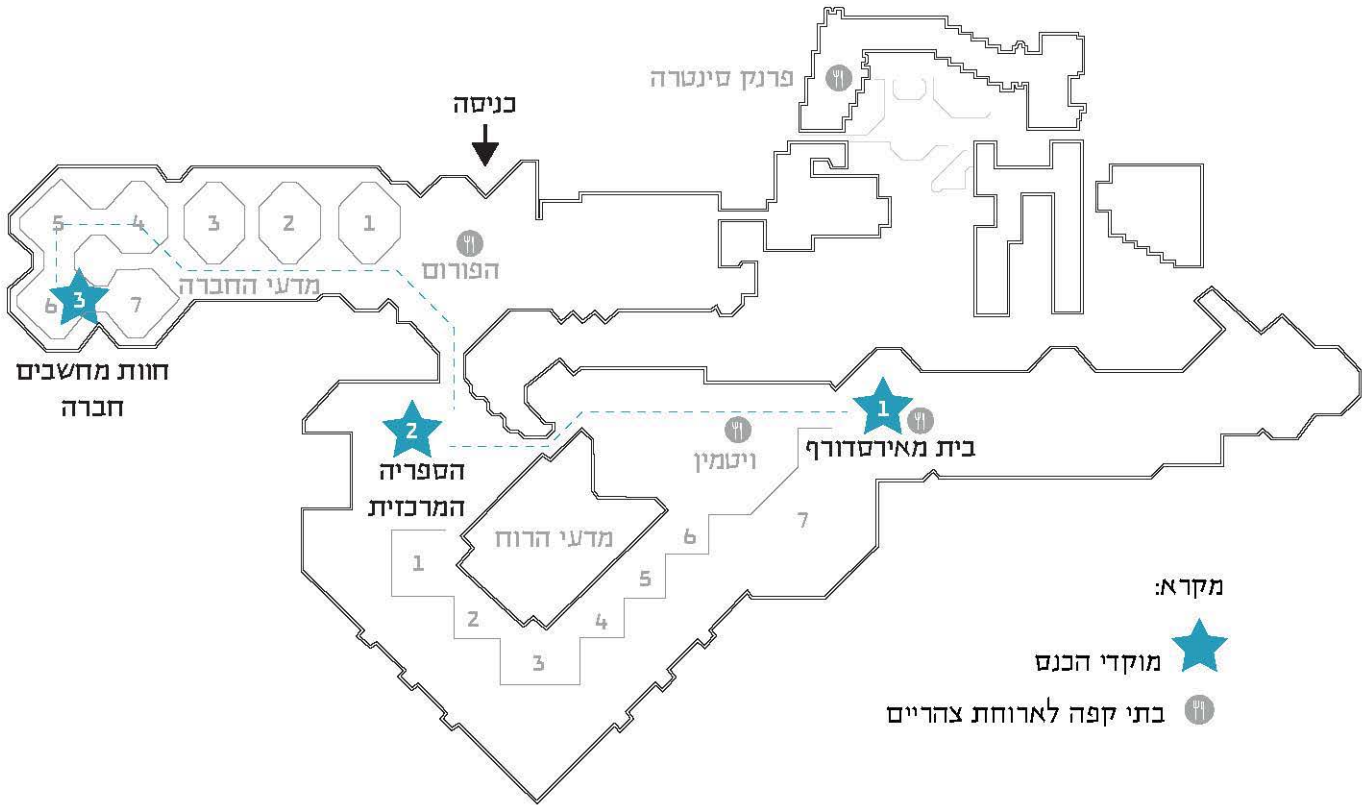 פרנק סינטרה
כניסה
5
4
3
2
1
הפורום
מדעי החברה
6
3
7
חוות מחשבים
חברה
1
2
ויטמין
בית מאירסדורף
הספריה
המרכזית
מדעי הרוח
1
2
3
4
5
6
7
מקרא:
מוקדי הכנס
בתי קפה לארוחת צהריים